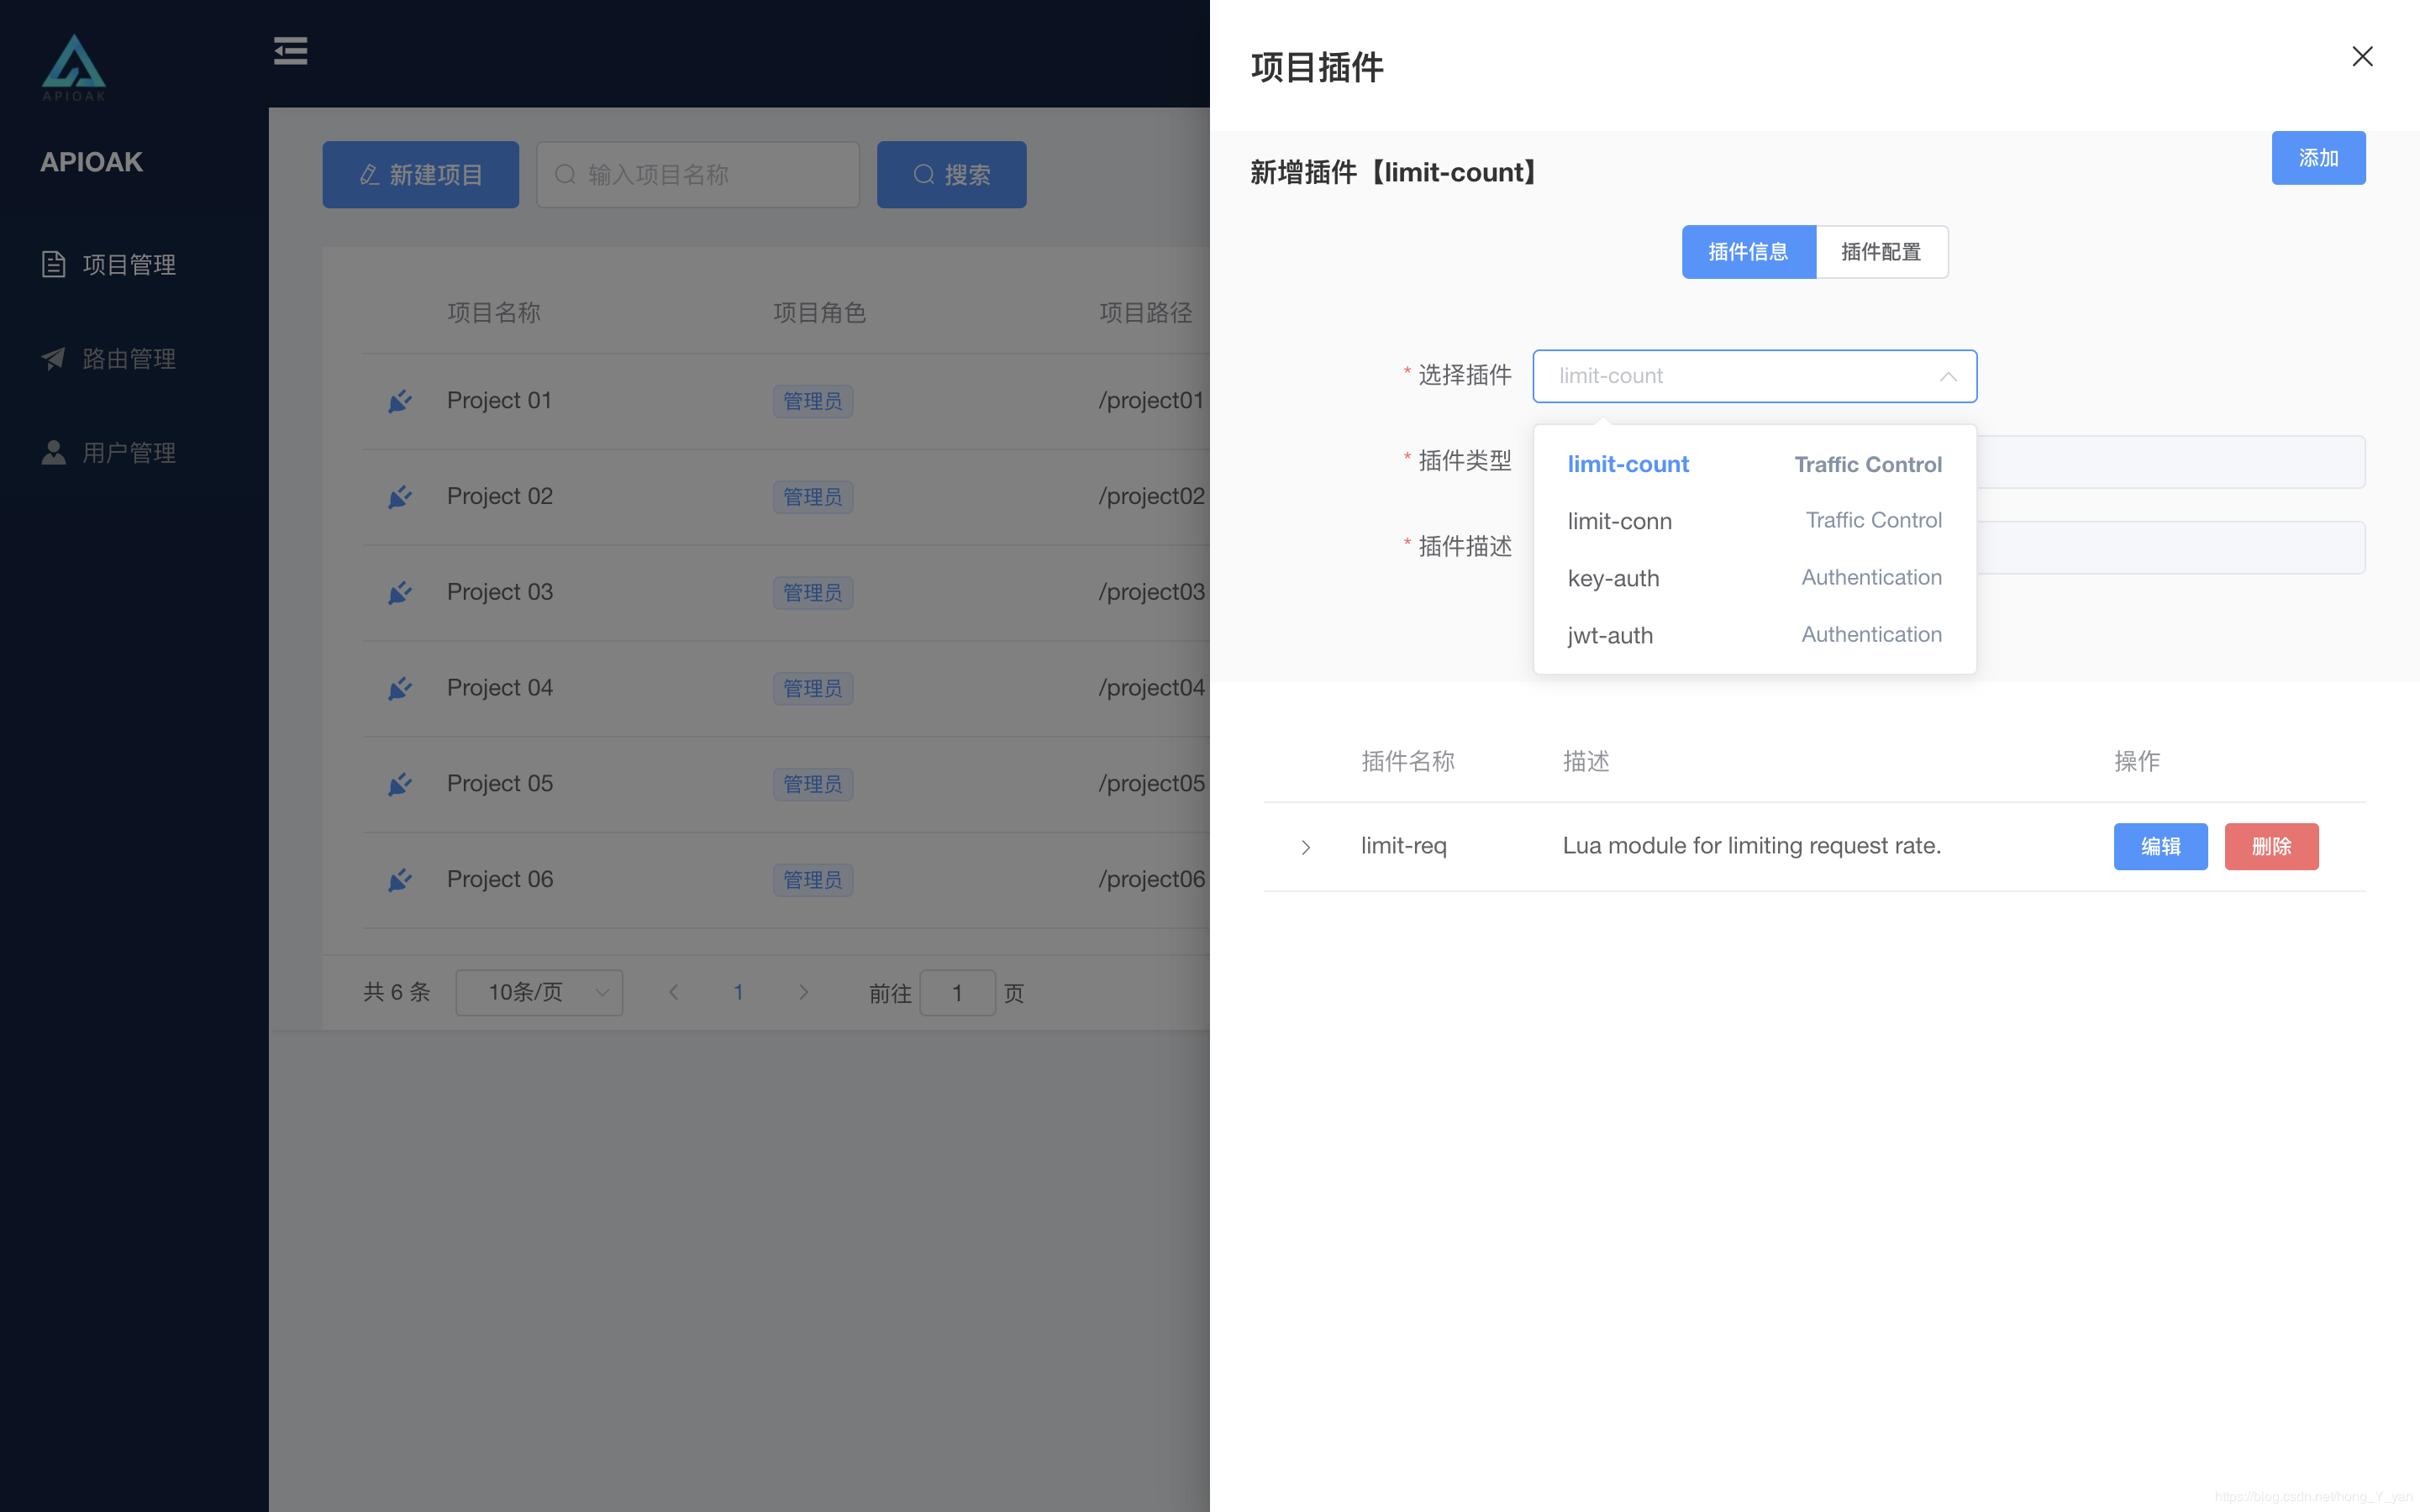 APIOAK
APIOAK
项目管理
路由管理
用户管理
新建项目
输入项目名称
搜索
项目名称
项目角色
项目路径
Project 01
管理员
/project01
Project 02
管理员
/project02
Project 03
管理员
/project03
Project 04
管理员
/project04
Project 05
管理员
/project05
Project 06
管理员
/project06
共 6 条
10条/页
1
前往
1
页
项目插件
新增插件【limit-count】
添加
插件信息
插件配置
* 选择插件
limit-count
* 插件类型
* 插件描述
limit-count
Traffic Control
limit-conn
Traffic Control
key-auth
Authentication
jwt-auth
Authentication
插件名称
描述
操作
limit-req
Lua module for limiting request rate.
编辑
删除
https://blog.csdn.net/hong_Y_yan